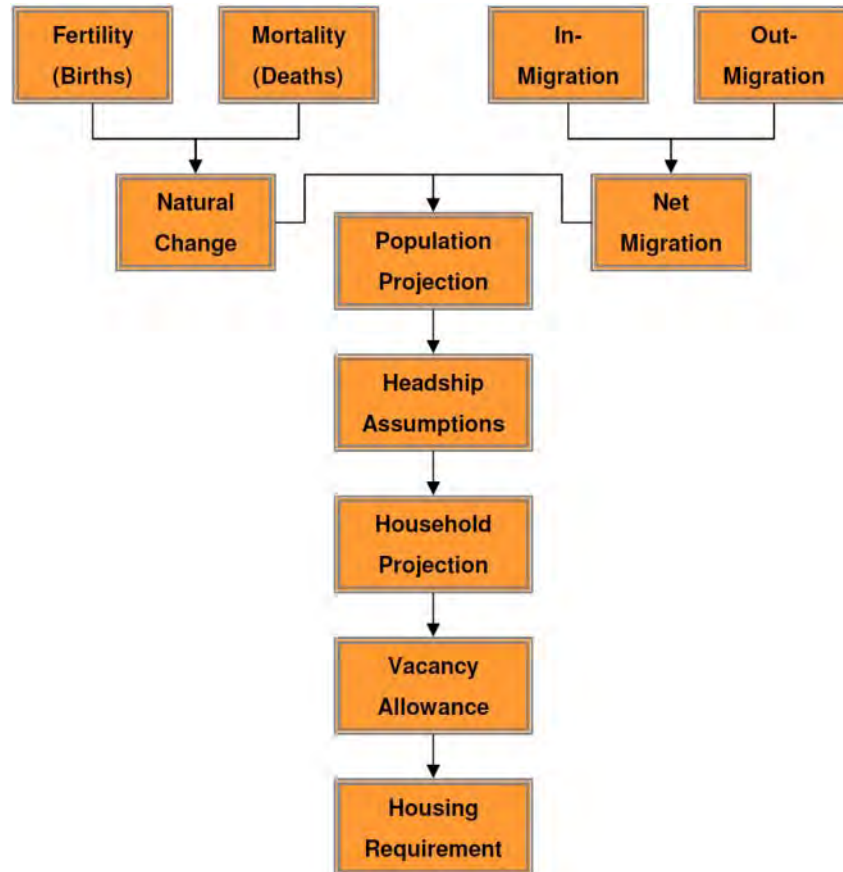 Fertility
(Births)
Mortality
(Deaths)
In-
Migration
Out-
Migration
Natural
Change
Net
Migration
Population
Projection
Headship
Assumptions
Household
Projection
Vacancy
Allowance
Housing
Requirement